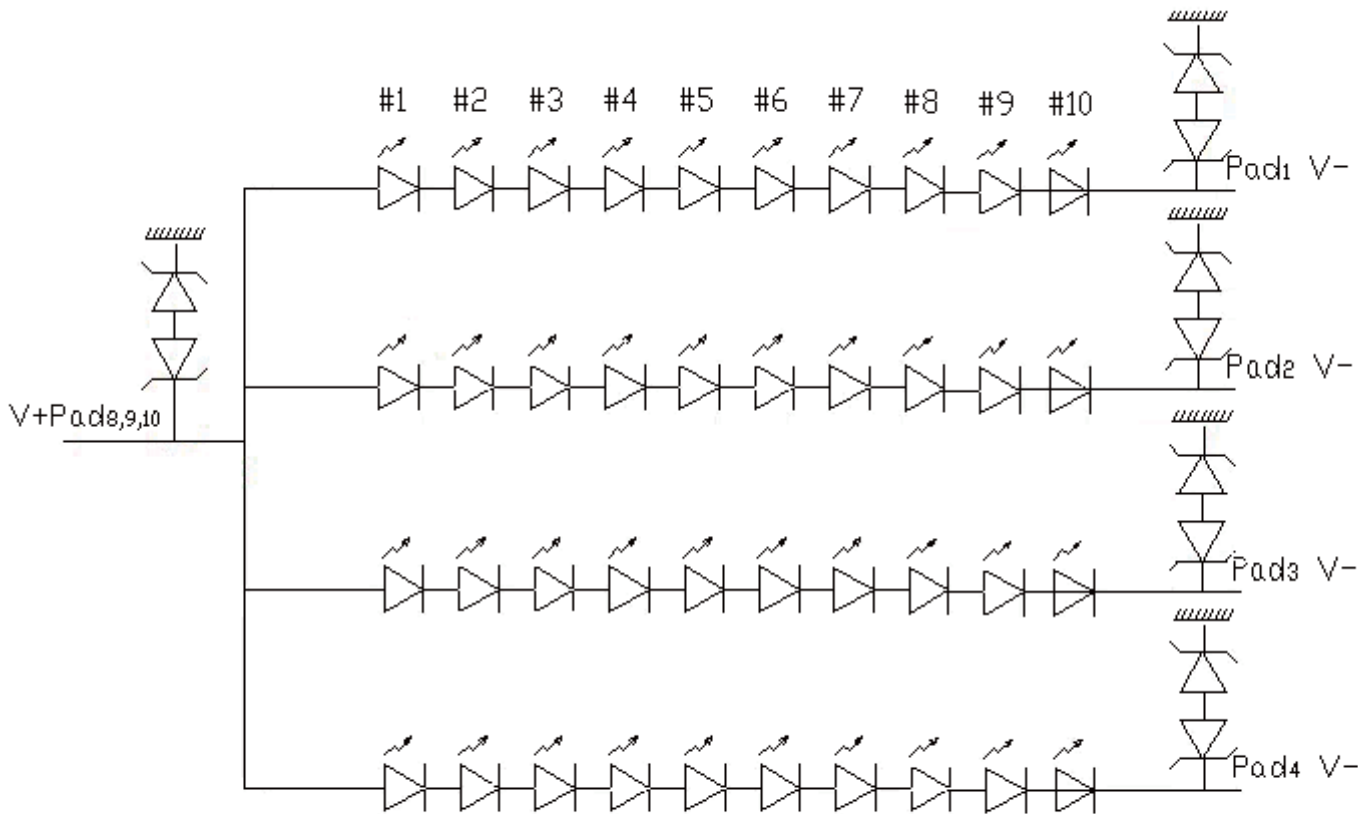 #1 #2 #3 #4 #5 #6 #7 #8 #9 #10
Pad1 V-
Pad2 V-
V+Pad8,9,10
Pad3 V-
Pad4 V-